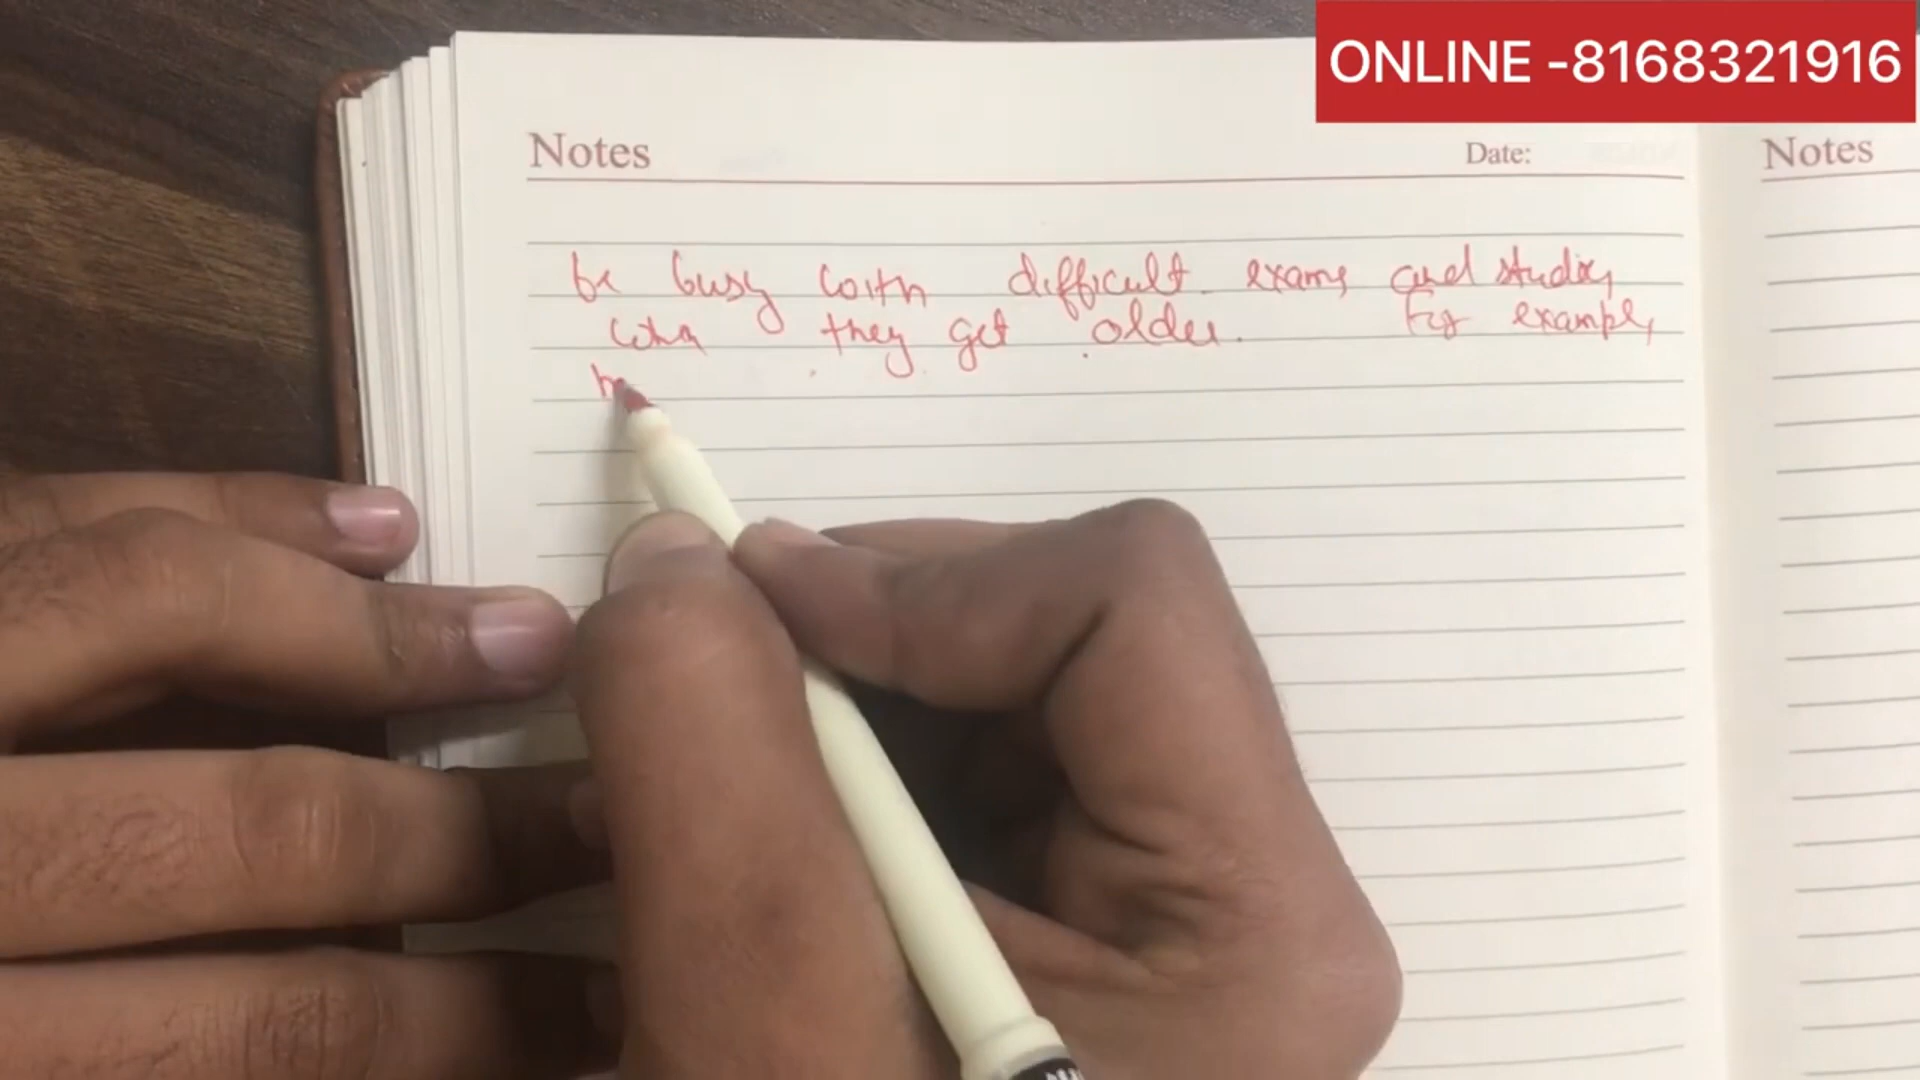 ONLINE -8168321916
Notes
Date:
Notes
be busy with difficult exams and studies
when they get older. For example,